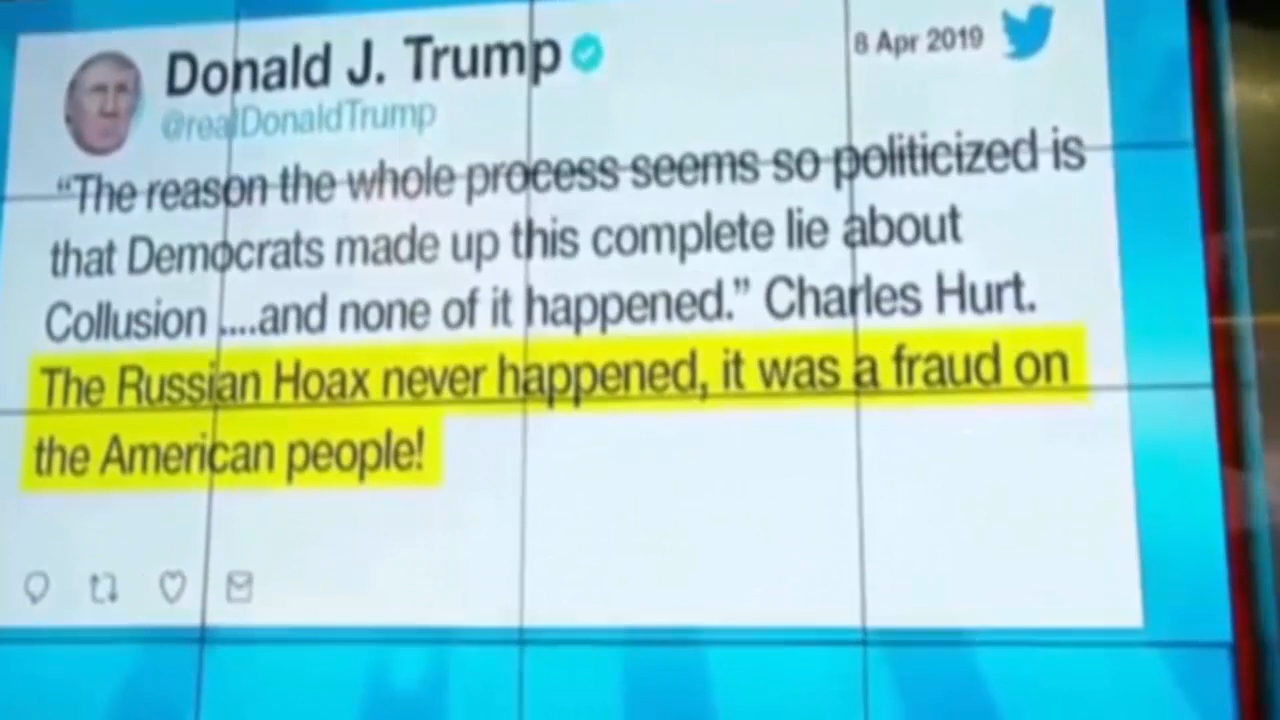 Donald J. Trump
8 Apr 2019
@realDonaldTrump
“The reason the whole process seems so politicized is
that Democrats made up this complete lie about
Collusion ....and none of it happened.” Charles Hurt.
The Russian Hoax never happened, it was a fraud on
the American people!